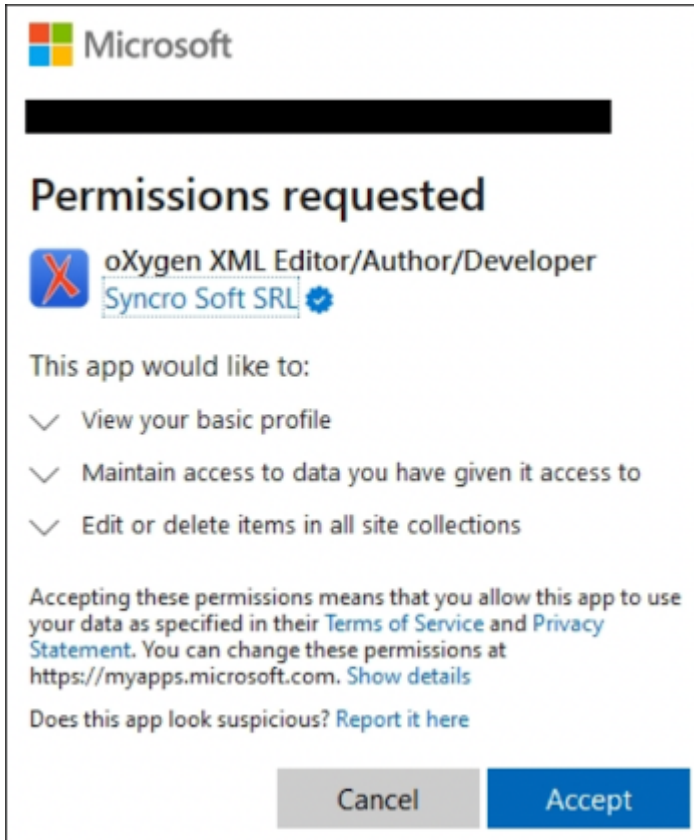 Microsoft
Permissions requested
oXygen XML Editor/Author/Developer
Syncro Soft SRL
This app would like to:
View your basic profile
Maintain access to data you have given it access to
Edit or delete items in all site collections
Accepting these permissions means that you allow this app to use
your data as specified in their Terms of Service and Privacy
Statement. You can change these permissions at
https://myapps.microsoft.com. Show details
Does this app look suspicious? Report it here
Cancel Accept